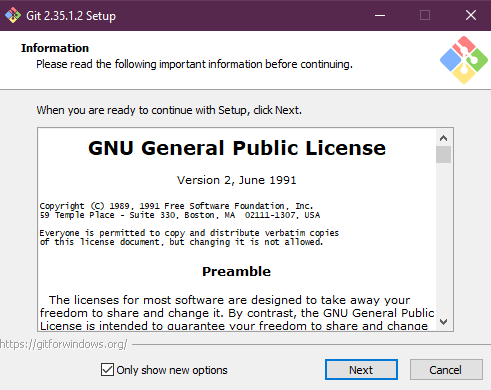 Git 2.35.1.2 Setup
Information
Please read the following important information before continuing.
When you are ready to continue with Setup, click Next.
GNU General Public License
Version 2, June 1991
Copyright (C) 1989, 1991 Free Software Foundation, Inc.
59 Temple Place - Suite 330, Boston, MA  02111-1307, USA
Everyone is permitted to copy and distribute verbatim copies
of this license document, but changing it is not allowed.
Preamble
The licenses for most software are designed to take away your
freedom to share and change it. By contrast, the GNU General Public
License is intended to guarantee your freedom to share and change
https://gitforwindows.org/
Only show new options
Next
Cancel